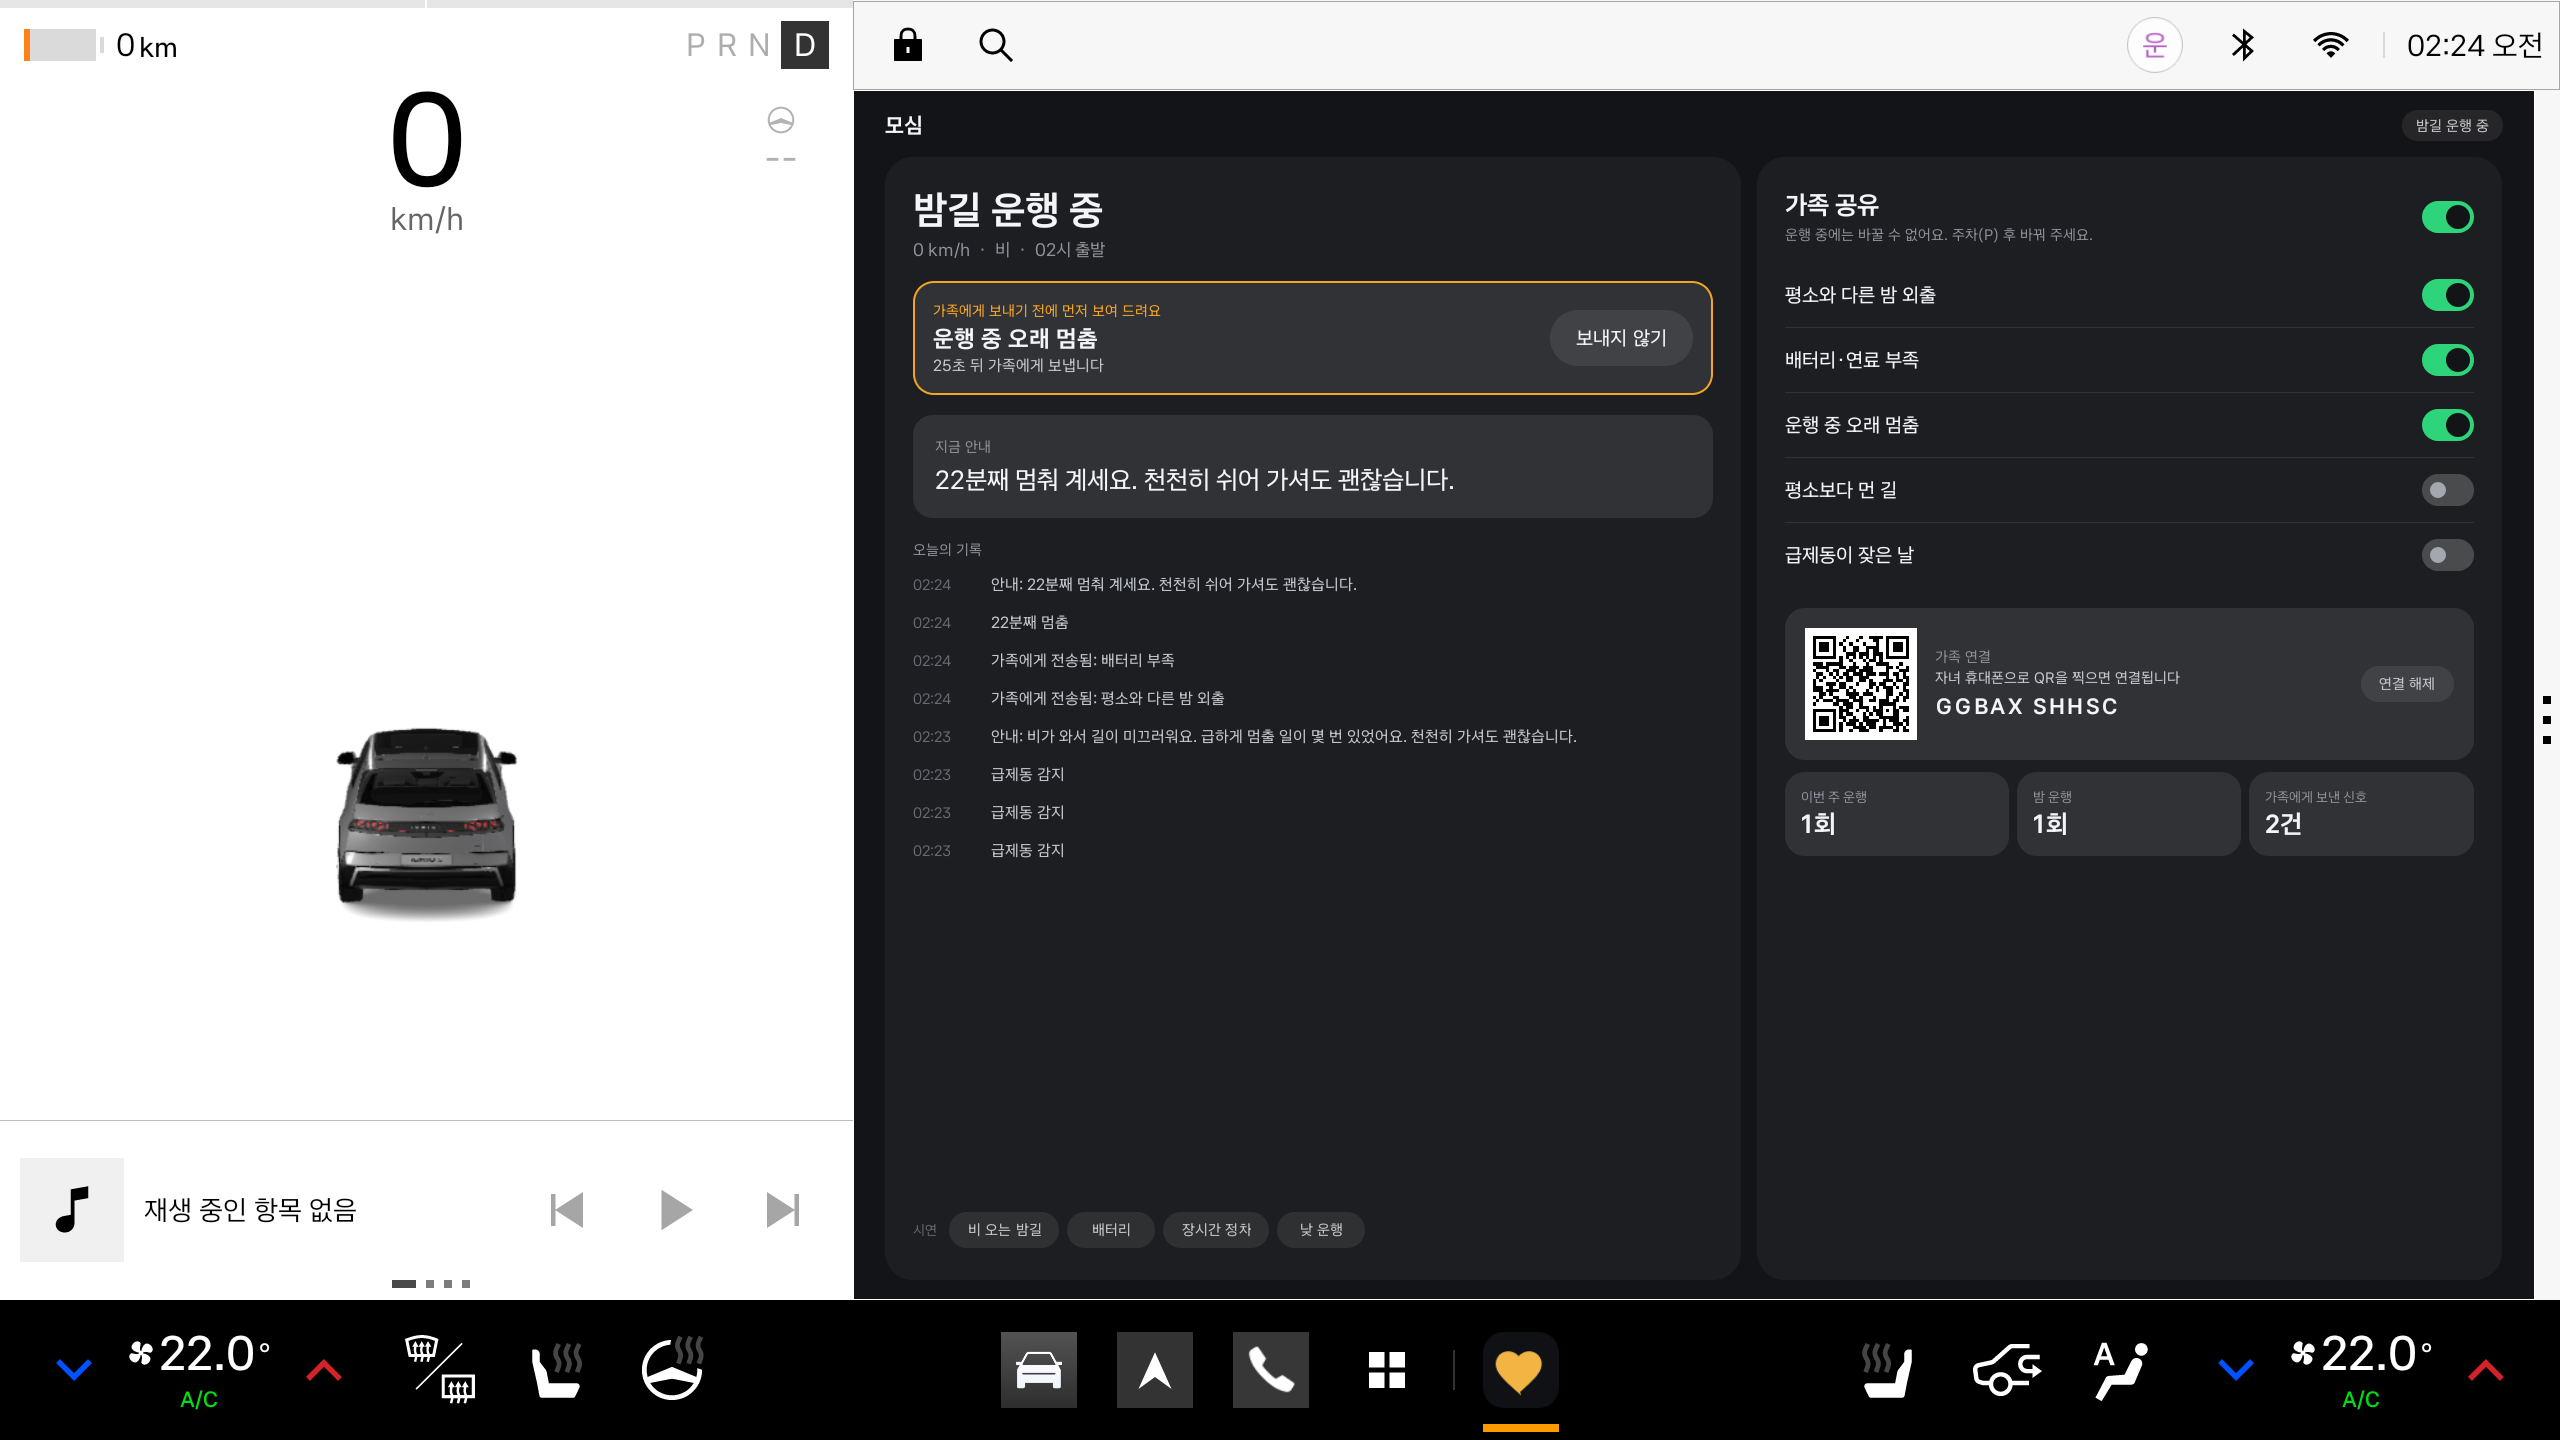 0 km
P R N D
0
km/h
--
재생 중인 항목 없음
운
02:24 오전
모심
밤길 운행 중
밤길 운행 중
0 km/h · 비 · 02시 출발
가족에게 보내기 전에 먼저 보여 드려요
운행 중 오래 멈춤
25초 뒤 가족에게 보냅니다
보내지 않기
지금 안내
22분째 멈춰 계세요. 천천히 쉬어 가셔도 괜찮습니다.
오늘의 기록
02:24 안내: 22분째 멈춰 계세요. 천천히 쉬어 가셔도 괜찮습니다.
02:24 22분째 멈춤
02:24 가족에게 전송됨: 배터리 부족
02:24 가족에게 전송됨: 평소와 다른 밤 외출
02:23 안내: 비가 와서 길이 미끄러워요. 급하게 멈출 일이 몇 번 있었어요. 천천히 가셔도 괜찮습니다.
02:23 급제동 감지
02:23 급제동 감지
02:23 급제동 감지
시연 비 오는 밤길 배터리 장시간 정차 낮 운행
가족 공유
운행 중에는 바꿀 수 없어요. 주차(P) 후 바꿔 주세요.
평소와 다른 밤 외출
배터리·연료 부족
운행 중 오래 멈춤
평소보다 먼 길
급제동이 잦은 날
가족 연결
자녀 휴대폰으로 QR을 찍으면 연결됩니다
GGBAX SHHSC
연결 해제
이번 주 운행
1회
밤 운행
1회
가족에게 보낸 신호
2건
22.0°
A/C
A
22.0°
A/C